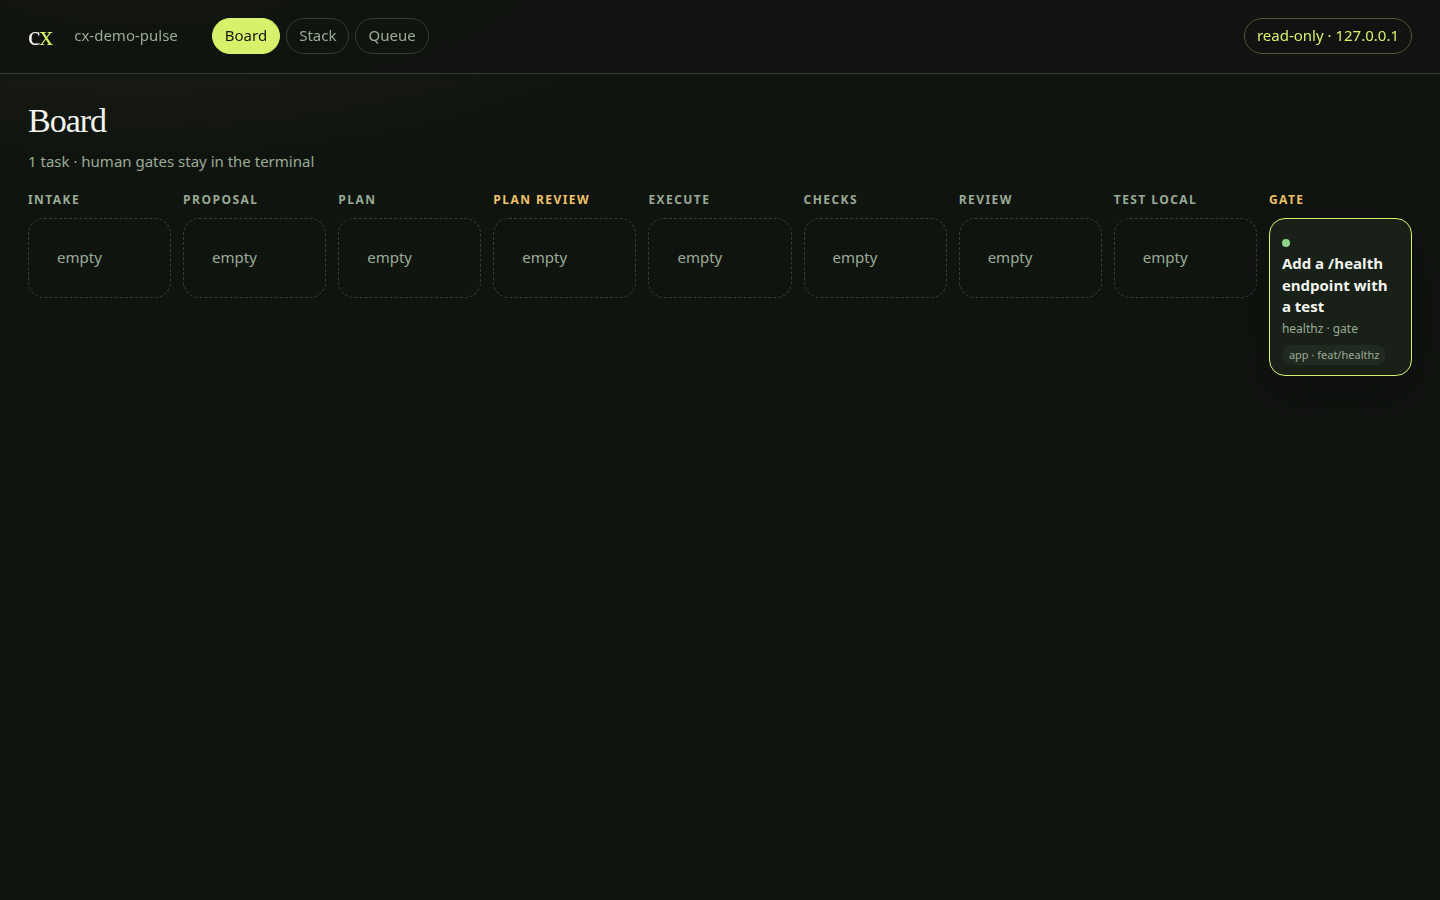 cx cx-demo-pulse Board Stack Queue read-only · 127.0.0.1
Board
1 task · human gates stay in the terminal
INTAKE PROPOSAL PLAN PLAN REVIEW EXECUTE CHECKS REVIEW TEST LOCAL GATE
empty empty empty empty empty empty empty empty
Add a /health
endpoint with
a test
healthz · gate
app · feat/healthz